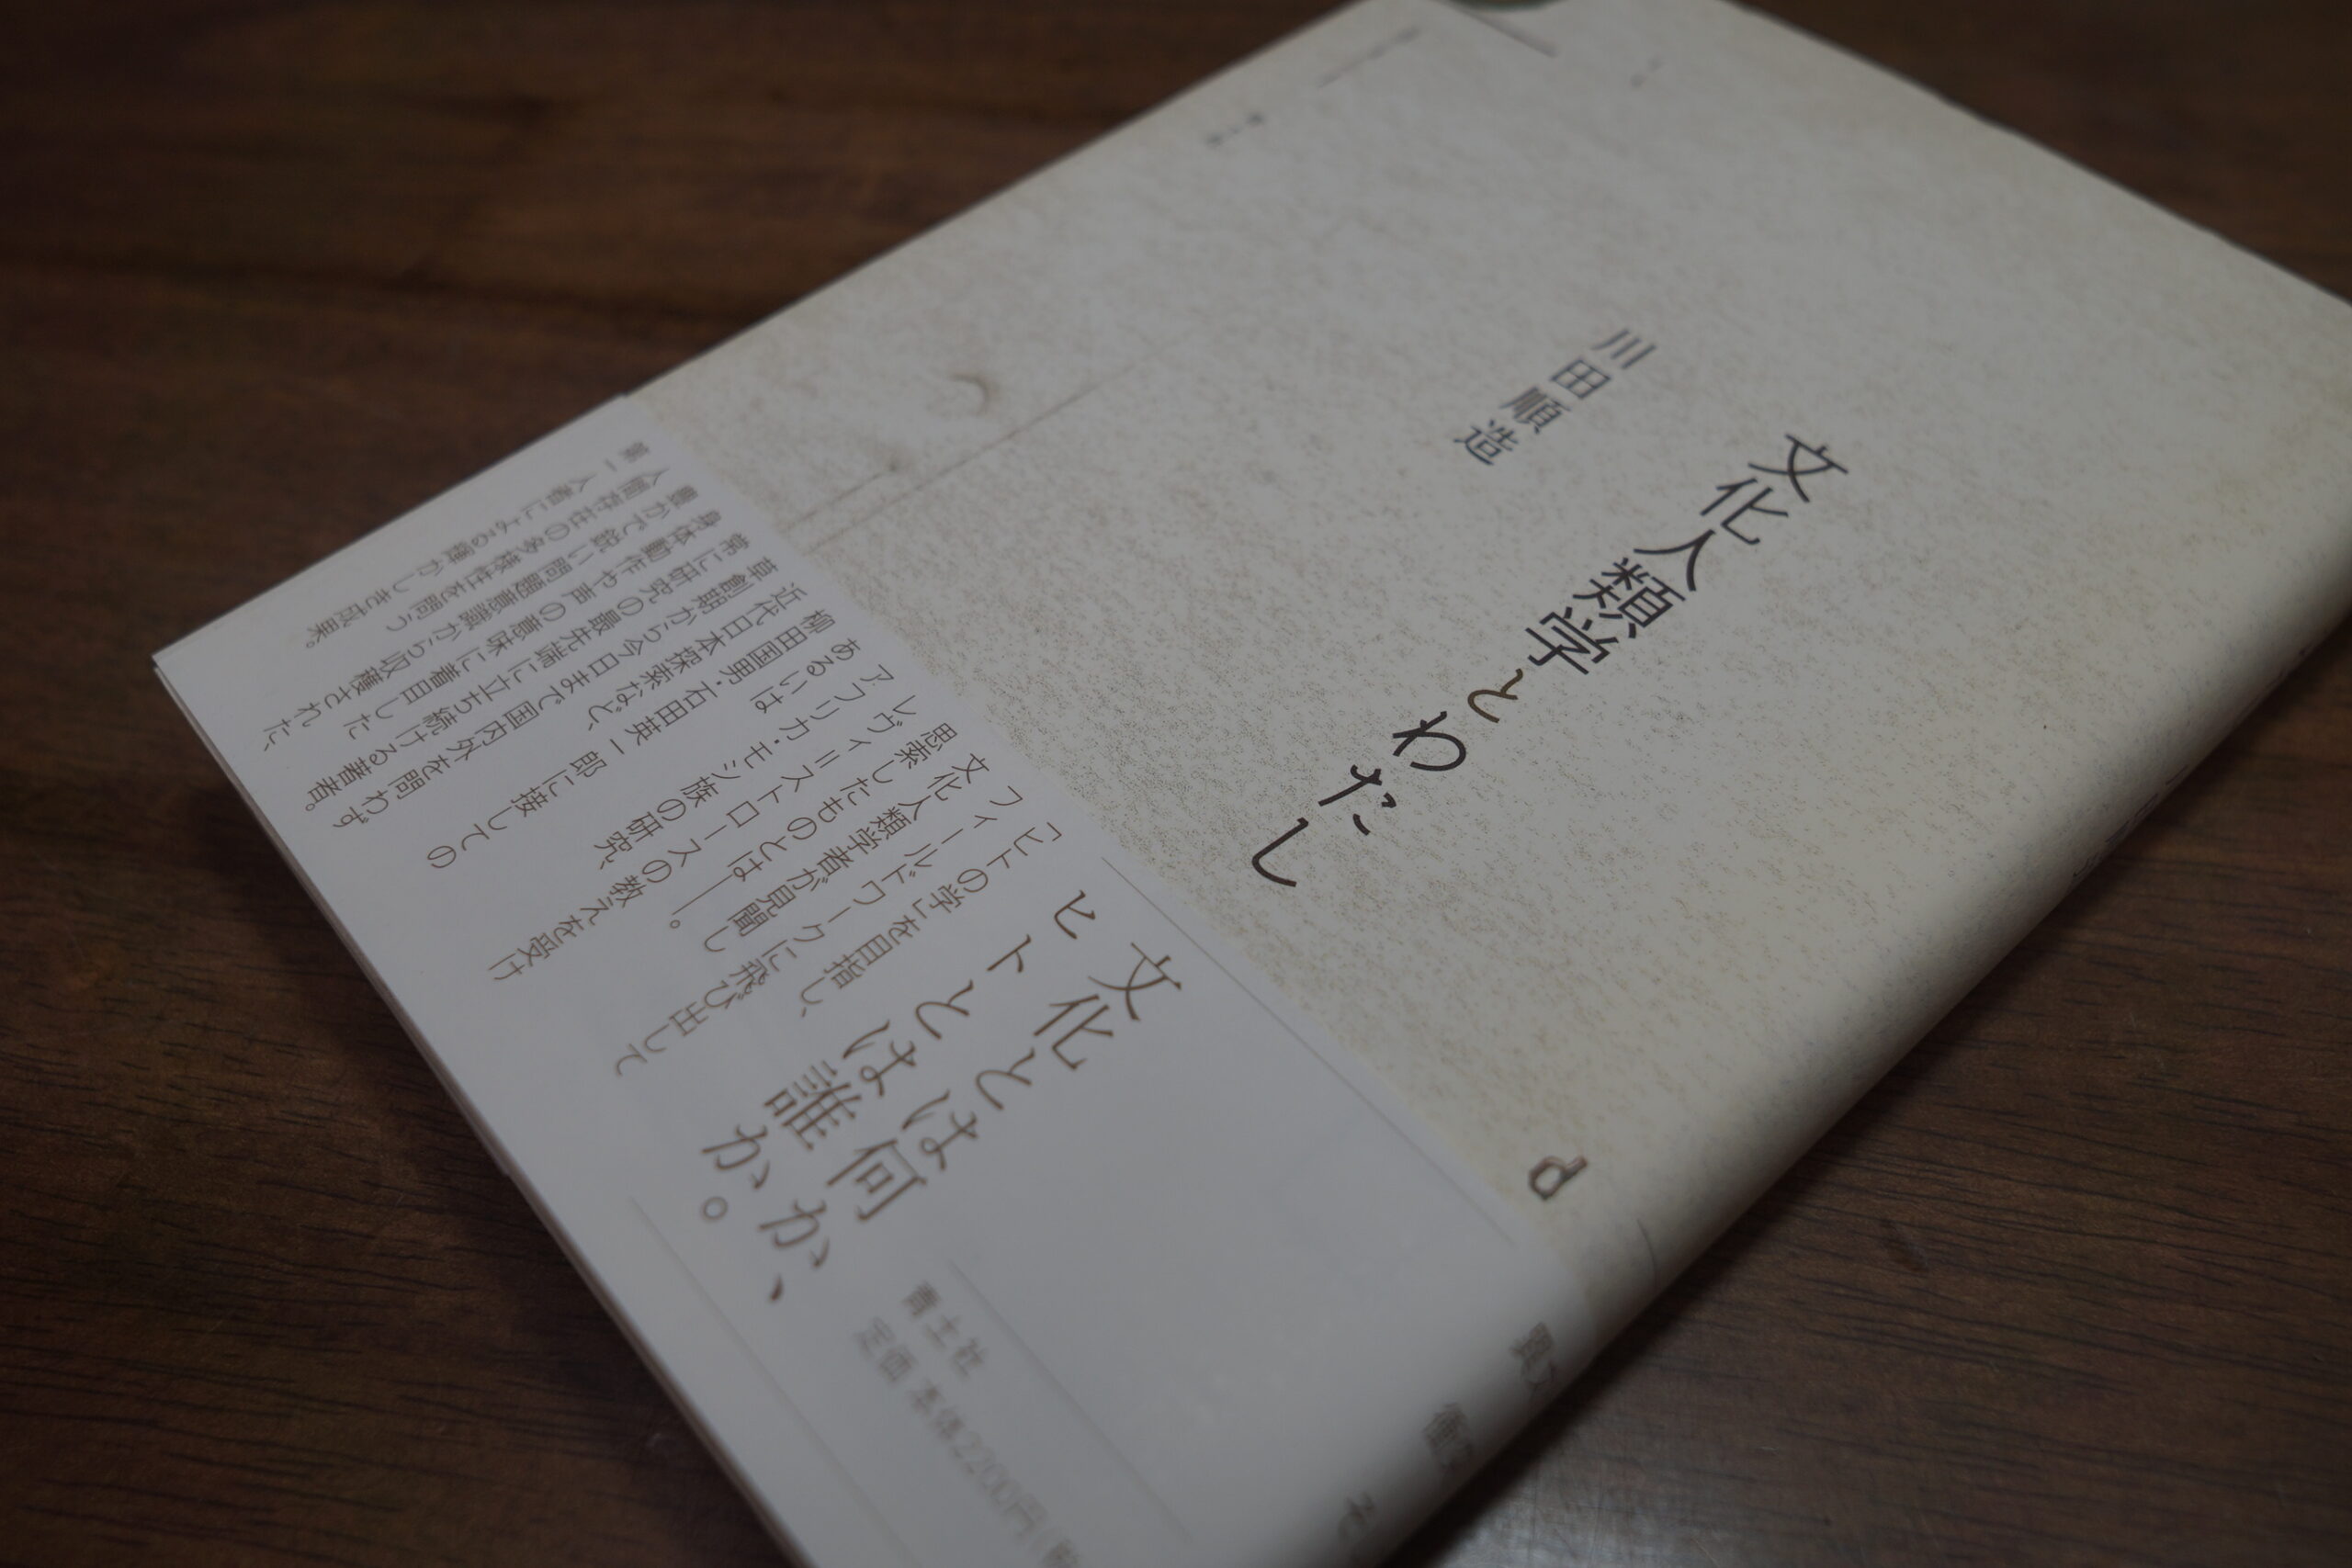 文化人類学とわたし
川田順造
文化とは何か、
ヒトとは誰か。
「ヒトの学」を目指し、
フィールドワークに飛び出して
文化人類学者が見聞し
思索したものとは──。
レヴィ=ストロースの教えを受け
アフリカ・モシ族の研究、
あるいは
柳田国男・石田英一郎に接しての
近代日本探索など、
草創期から今日まで国内外を問わず
常に研究の最先端に立ち続ける著者。
身体動作や声の意味に着目した
豊かで鋭い問題意識から収穫された、
人間存在の多様性を問う
第一人者による輝かしき成果。
青土社
定価 本体2200円